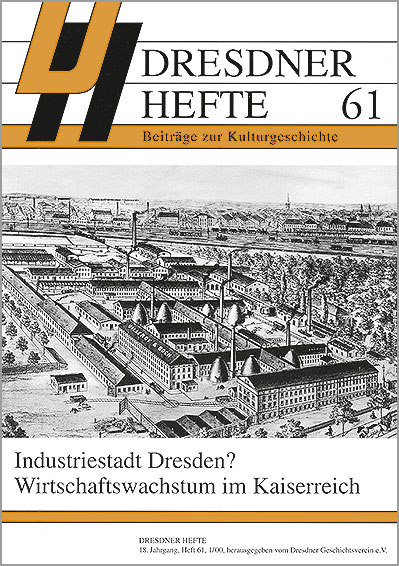 DRESDNER
HEFTE 61
Beiträge zur Kulturgeschichte
Industriestadt Dresden?
Wirtschaftswachstum im Kaiserreich
DRESDNER HEFTE
18. Jahrgang, Heft 61, 1/00, herausgegeben vom Dresdner Geschichtsverein e.V.